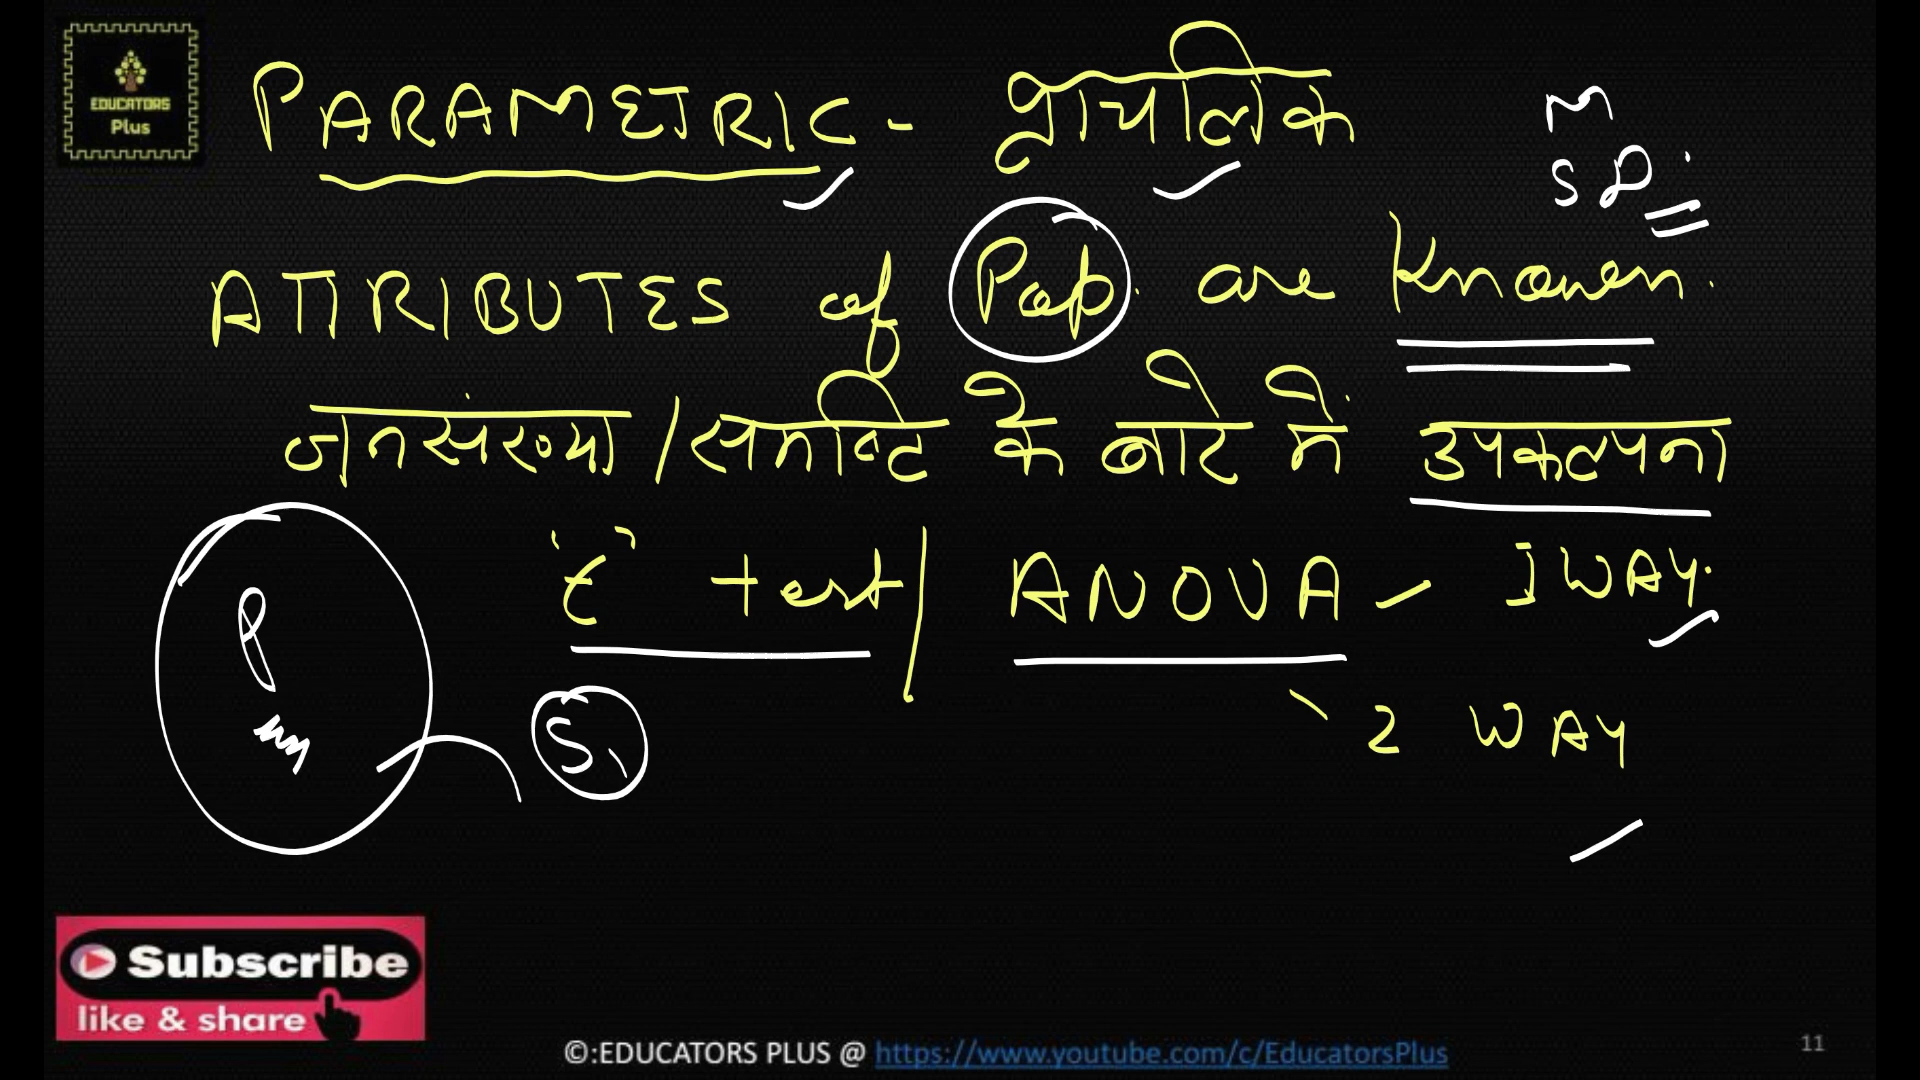 EDUCATORS
Plus
PARAMETRIC - प्राचलिक
M
SD.
ATTRIBUTES of Pop. are Known.
जनसंख्या / समष्टि के बारे में उपकल्पना
't' test / ANOVA - 1 WAY.
2 WAY
P
S1
Subscribe
like & share
©:EDUCATORS PLUS @ https://www.youtube.com/c/EducatorsPlus
11